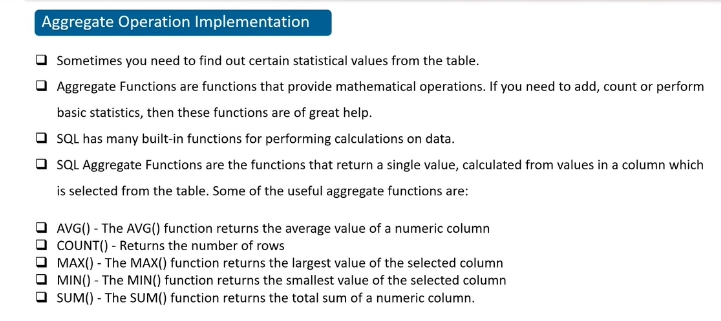 Aggregate Operation Implementation
❑ Sometimes you need to find out certain statistical values from the table.
❑ Aggregate Functions are functions that provide mathematical operations. If you need to add, count or perform
basic statistics, then these functions are of great help.
❑ SQL has many built-in functions for performing calculations on data.
❑ SQL Aggregate Functions are the functions that return a single value, calculated from values in a column which
is selected from the table. Some of the useful aggregate functions are:
❑ AVG() - The AVG() function returns the average value of a numeric column
❑ COUNT() - Returns the number of rows
❑ MAX() - The MAX() function returns the largest value of the selected column
❑ MIN() - The MIN() function returns the smallest value of the selected column
❑ SUM() - The SUM() function returns the total sum of a numeric column.